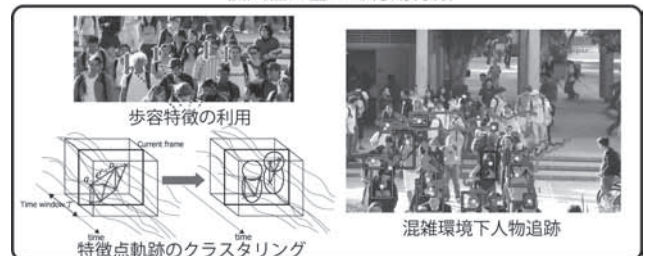 歩容特徴の利用
Current frame
Time window T
time
time
特徴点軌跡のクラスタリング
混雑環境下人物追跡